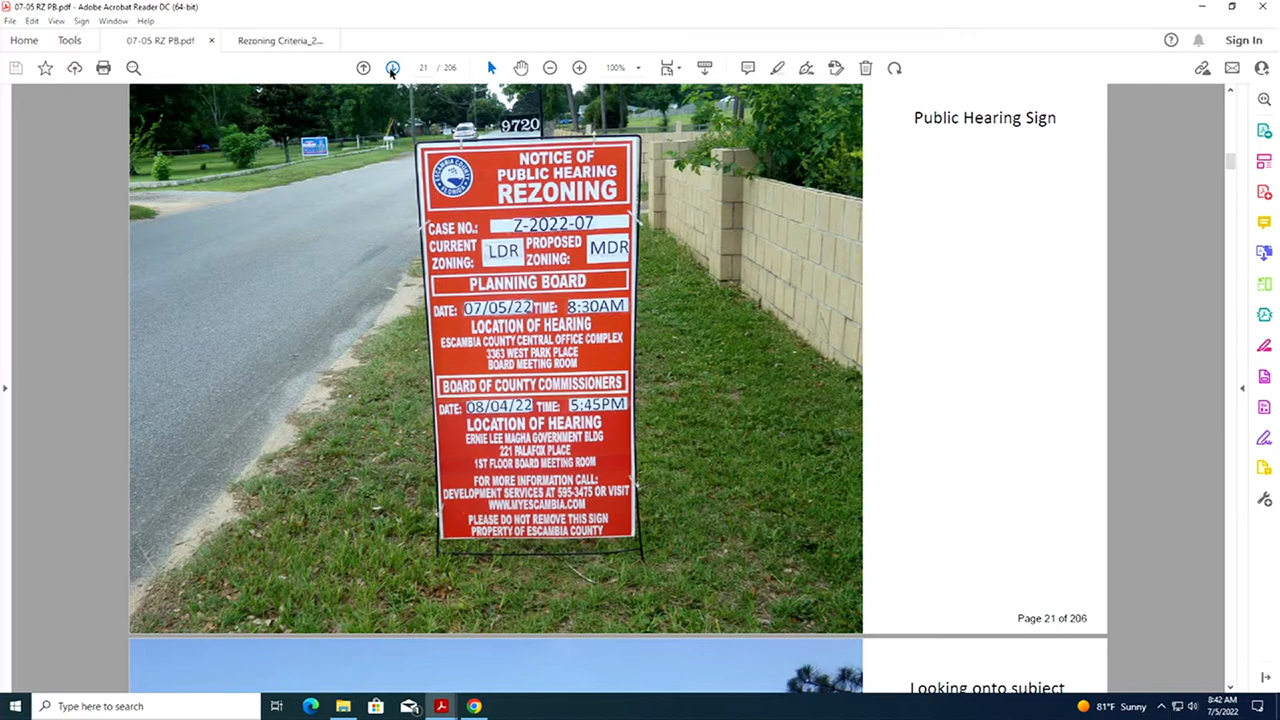 07-05 RZ PB.pdf - Adobe Acrobat Reader DC (64-bit)
File Edit View Sign Window Help
Home Tools 07-05 RZ PB.pdf × Rezoning Criteria_2... Sign In
21 / 206 100%
Public Hearing Sign
9720
ESCAMBIA COUNTY FLORIDA
NOTICE OF
PUBLIC HEARING
REZONING
CASE NO.: Z-2022-07
CURRENT ZONING: LDR PROPOSED ZONING: MDR
PLANNING BOARD
DATE: 07/05/22 TIME: 8:30AM
LOCATION OF HEARING
ESCAMBIA COUNTY CENTRAL OFFICE COMPLEX
3363 WEST PARK PLACE
BOARD MEETING ROOM
BOARD OF COUNTY COMMISSIONERS
DATE: 08/04/22 TIME: 5:45PM
LOCATION OF HEARING
ERNIE LEE MAGHA GOVERNMENT BLDG
221 PALAFOX PLACE
1ST FLOOR BOARD MEETING ROOM
FOR MORE INFORMATION CALL:
DEVELOPMENT SERVICES AT 595-3475 OR VISIT
WWW.MYESCAMBIA.COM
PLEASE DO NOT REMOVE THIS SIGN
PROPERTY OF ESCAMBIA COUNTY
Page 21 of 206
Looking onto subject
Type here to search
81°F Sunny
8:42 AM
7/5/2022